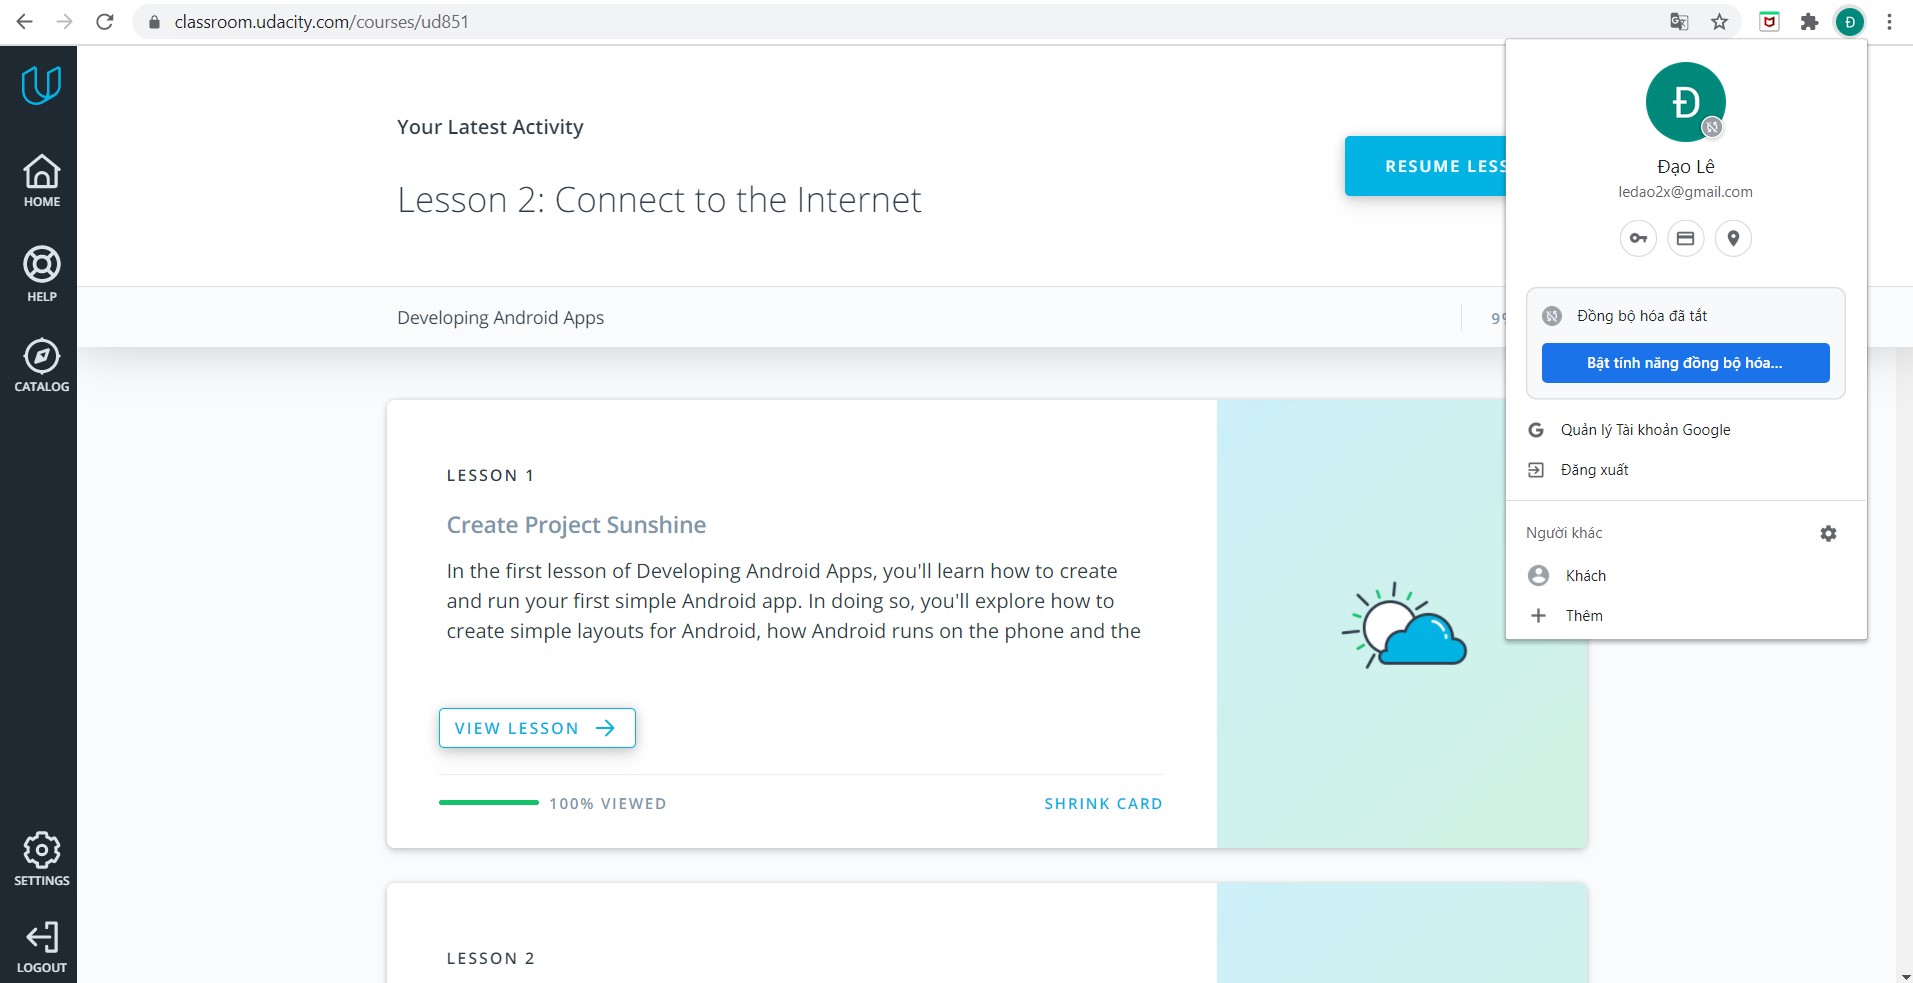 classroom.udacity.com/courses/ud851
Đ
HOME
HELP
CATALOG
SETTINGS
LOGOUT
Your Latest Activity
Lesson 2: Connect to the Internet
RESUME LESS
Developing Android Apps
9%
LESSON 1
Create Project Sunshine
In the first lesson of Developing Android Apps, you'll learn how to create
and run your first simple Android app. In doing so, you'll explore how to
create simple layouts for Android, how Android runs on the phone and the
VIEW LESSON
100% VIEWED
SHRINK CARD
LESSON 2
Đ
Đạo Lê
ledao2x@gmail.com
Đồng bộ hóa đã tắt
Bật tính năng đồng bộ hóa...
Quản lý Tài khoản Google
Đăng xuất
Người khác
Khách
Thêm